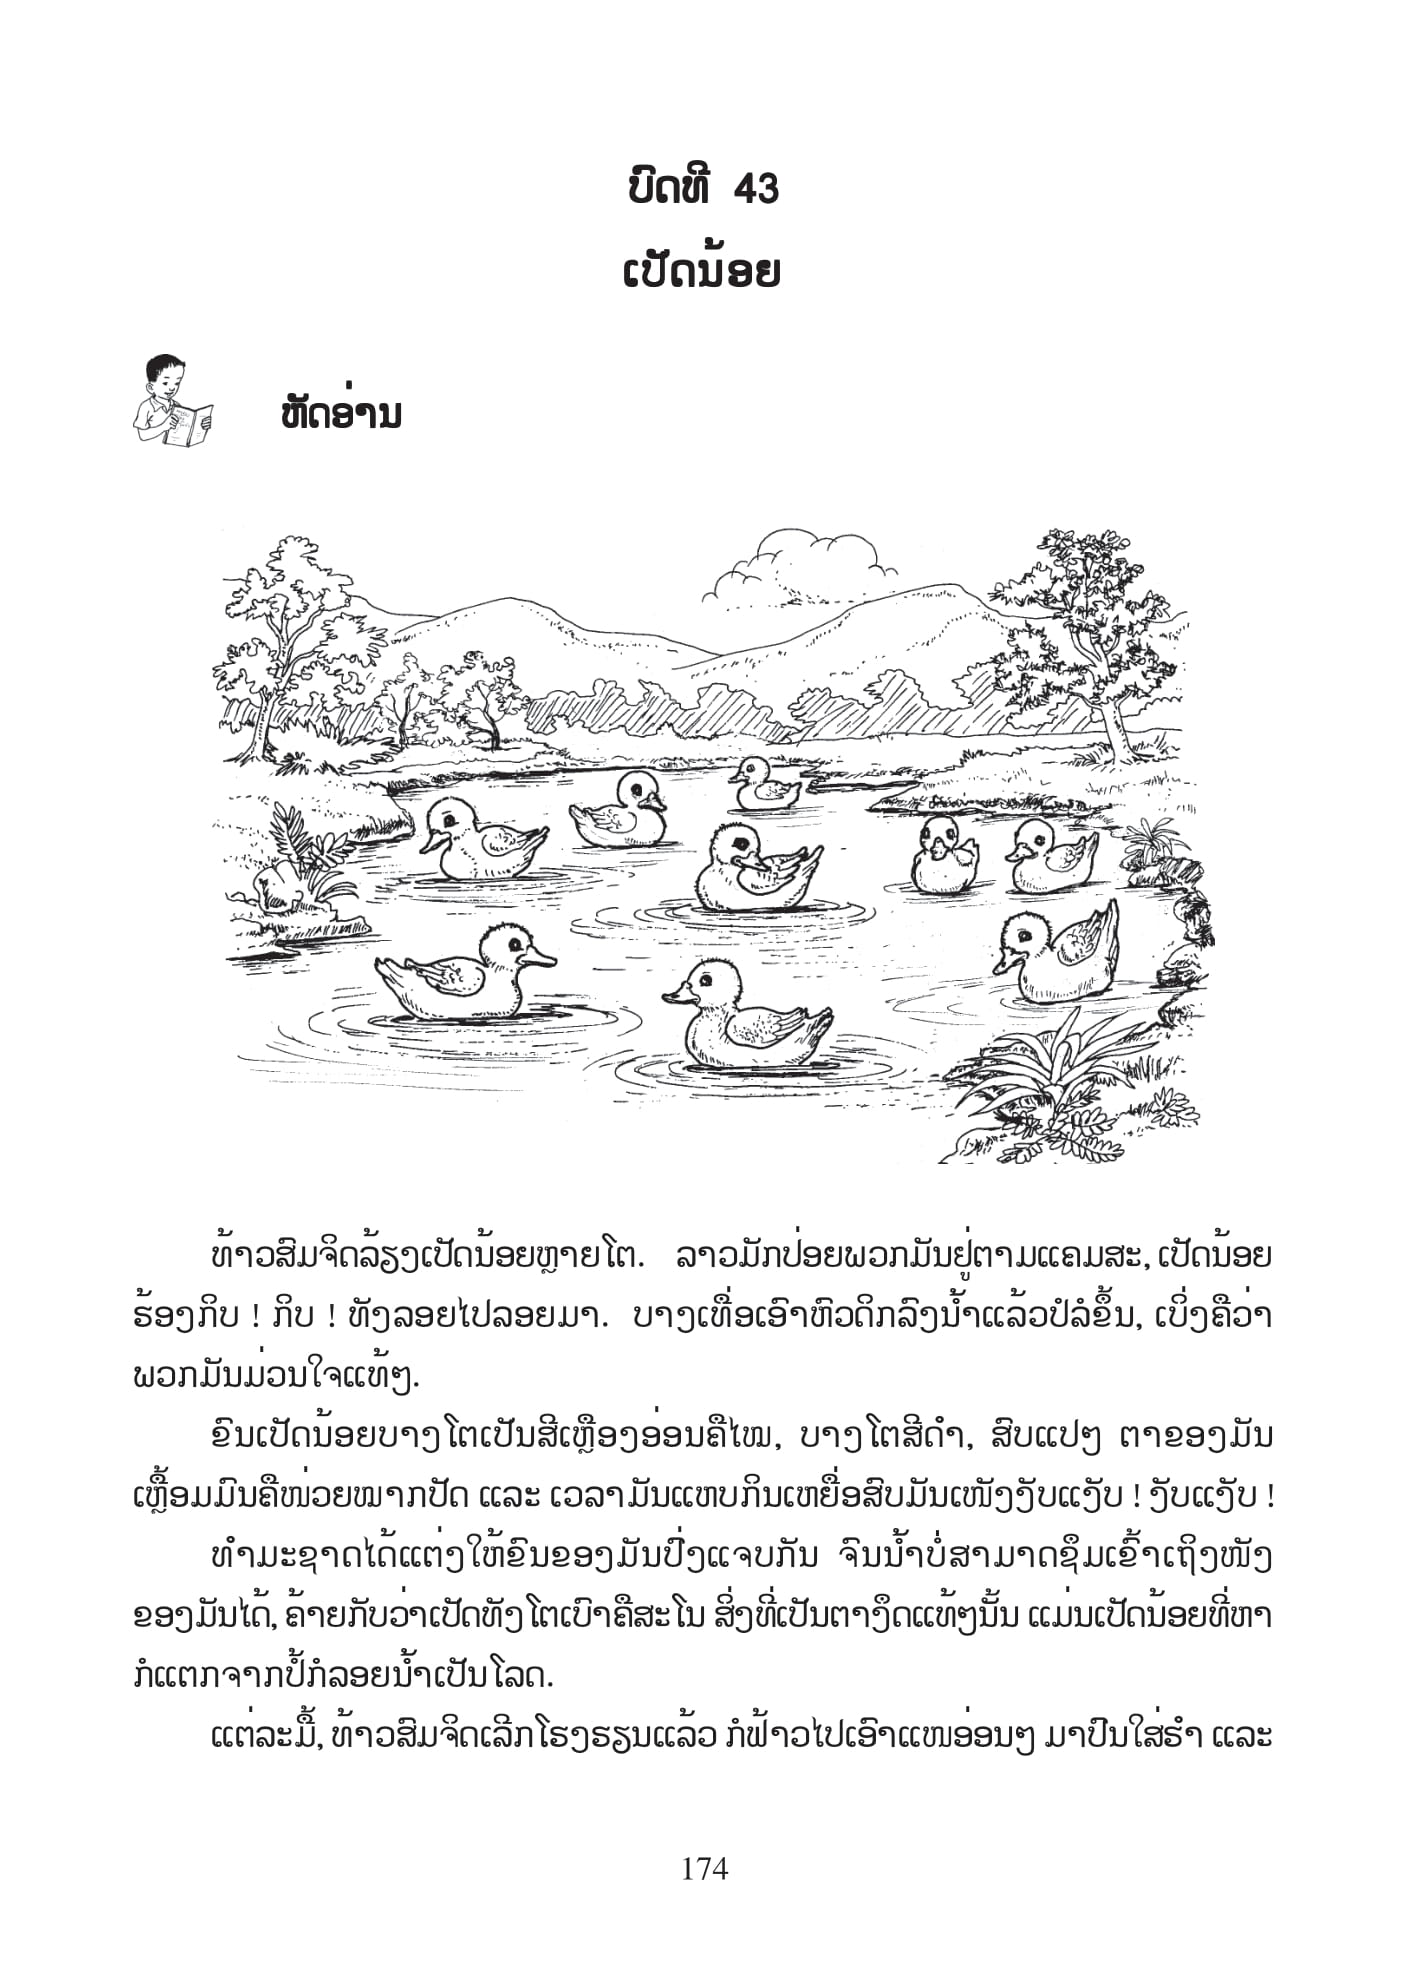 ບົດທີ 43
ເປັດນ້ອຍ
ຫັດອ່ານ
ທ້າວສົມຈິດລ້ຽງເປັດນ້ອຍຫຼາຍໂຕ. ລາວມັກປ່ອຍພວກມັນຢູ່ຕາມແຄມສະ, ເປັດນ້ອຍ
ຮ້ອງກິບ ! ກິບ ! ທັງລອຍໄປລອຍມາ. ບາງເທື່ອເອົາຫົວດິກລົງນ້ຳແລ້ວປໍລໍຂຶ້ນ, ເບິ່ງຄືວ່າ
ພວກມັນມ່ວນໃຈແທ້ໆ.
ຂົນເປັດນ້ອຍບາງໂຕເປັນສີເຫຼືອງອ່ອນຄືໄໝ, ບາງໂຕສີດຳ, ສົບແປໆ ຕາຂອງມັນ
ເຫຼື້ອມມົນຄືໜ່ວຍໝາກປັດ ແລະ ເວລາມັນແຫບກິນເຫຍື່ອສົບມັນເໜັງງັບແງັບ ! ງັບແງັບ !
ທຳມະຊາດໄດ້ແຕ່ງໃຫ້ຂົນຂອງມັນປົ່ງແຈບກັນ ຈົນນ້ຳບໍ່ສາມາດຊຶມເຂົ້າເຖິງໜັງ
ຂອງມັນໄດ້, ຄ້າຍກັບວ່າເປັດທັງໂຕເບົາຄືສະໂນ ສິ່ງທີ່ເປັນຕາງຶດແທ້ໆນັ້ນ ແມ່ນເປັດນ້ອຍທີ່ຫາ
ກໍແຕກຈາກປໍ້ກໍລອຍນ້ຳເປັນໂລດ.
ແຕ່ລະມື້, ທ້າວສົມຈິດເລີກໂຮງຮຽນແລ້ວ ກໍຟ້າວໄປເອົາແໜອ່ອນໆ ມາປົນໃສ່ຮຳ ແລະ
174